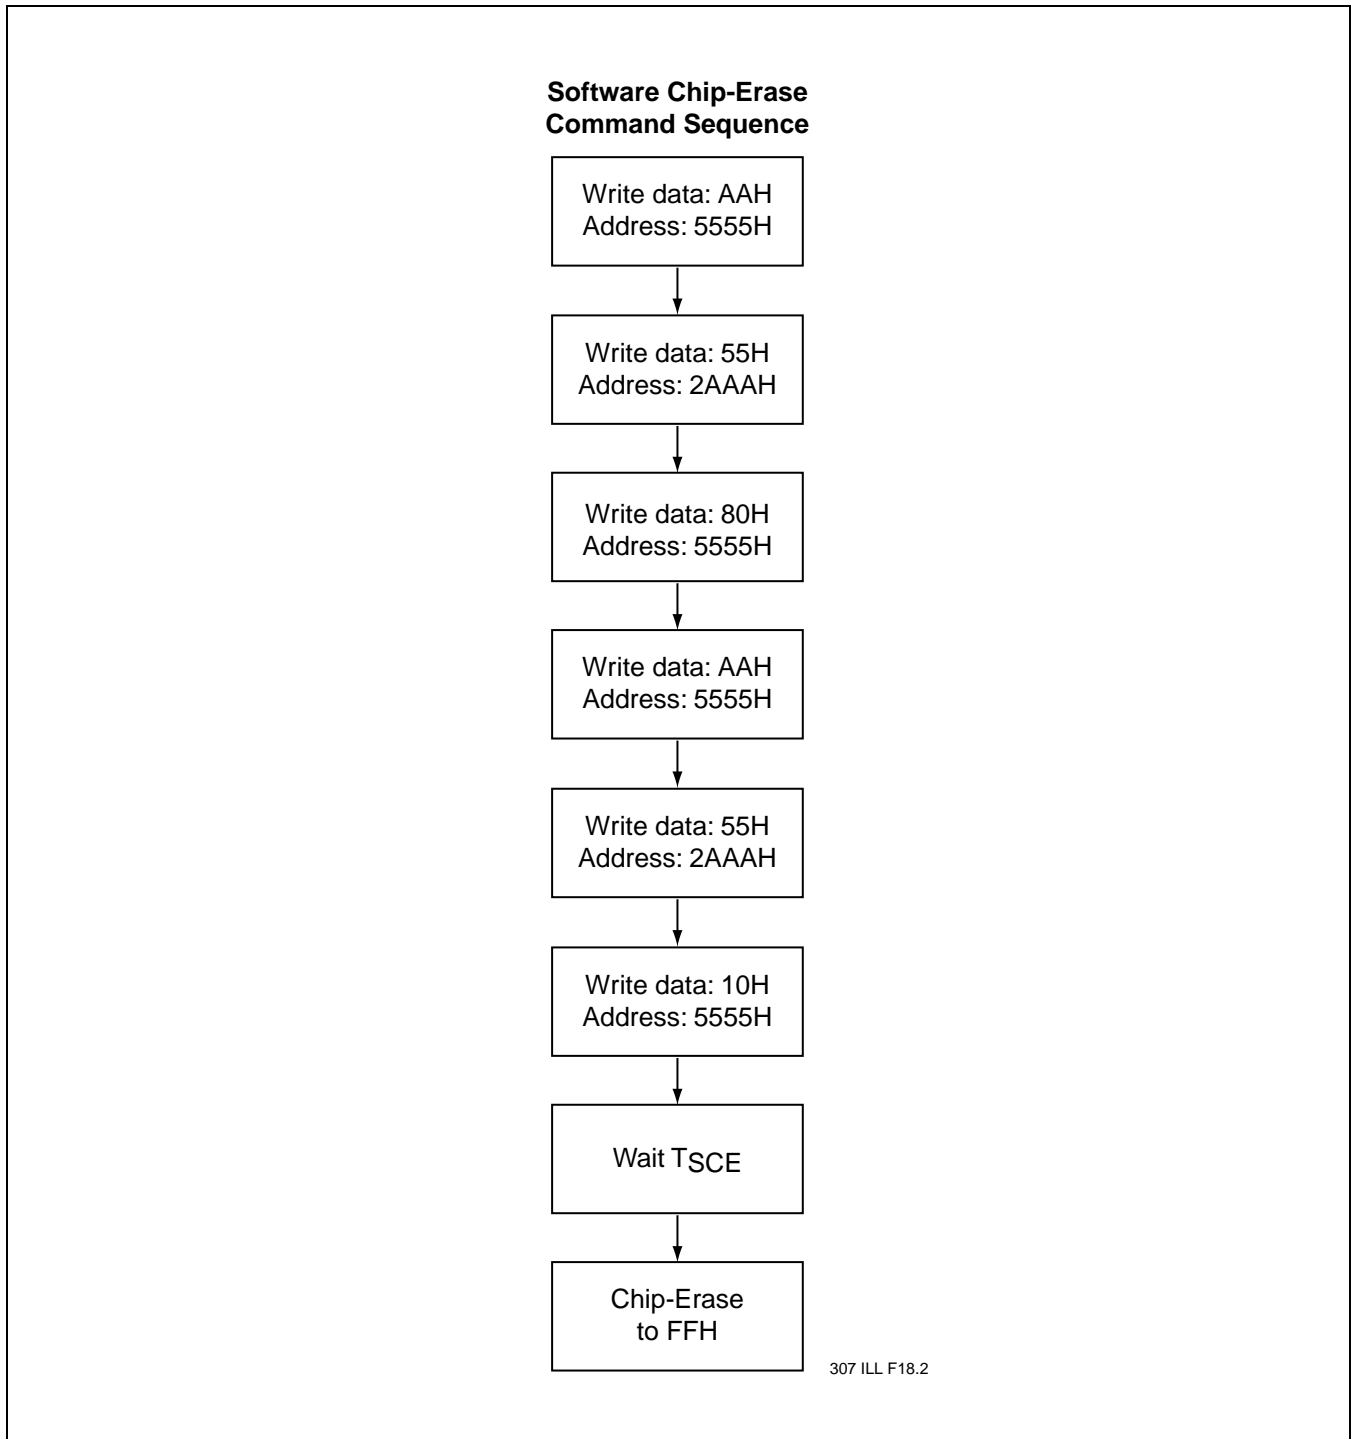 Software Chip-Erase
Command Sequence
Write data: AAH
Address: 5555H
Write data: 55H
Address: 2AAAH
Write data: 80H
Address: 5555H
Write data: AAH
Address: 5555H
Write data: 55H
Address: 2AAAH
Write data: 10H
Address: 5555H
Wait TSCE
Chip-Erase
to FFH
307 ILL F18.2